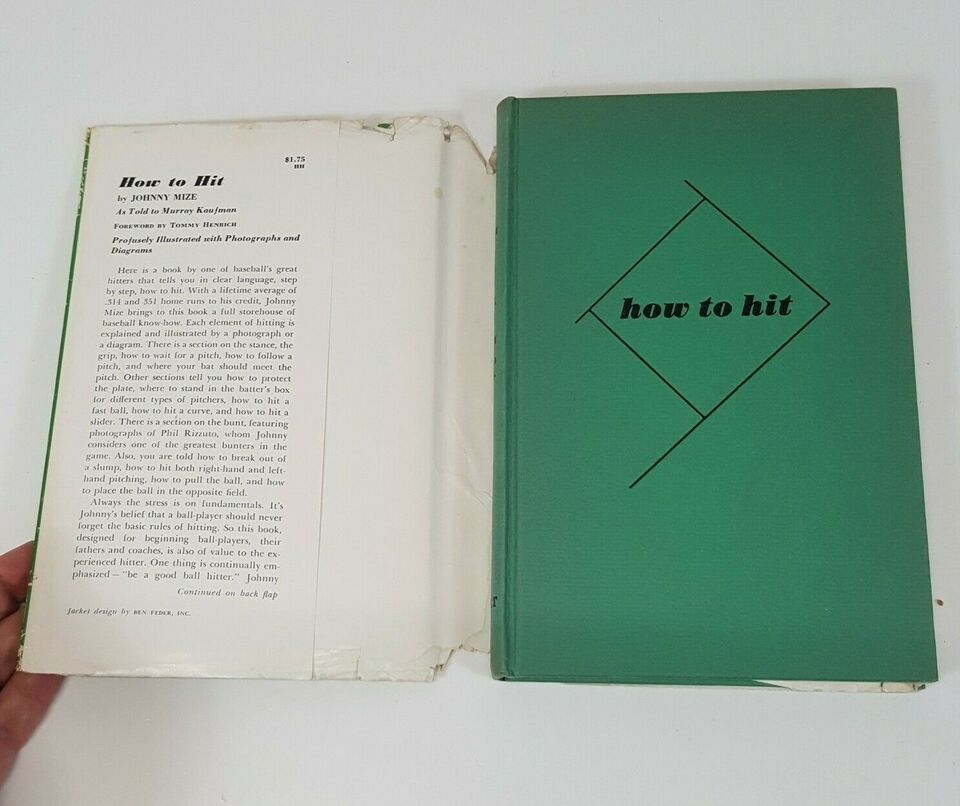 $1.75
HH
How to Hit
by JOHNNY MIZE
As Told to Murray Kaufman
FOREWORD BY TOMMY HENRICH
Profusely Illustrated with Photographs and
Diagrams
Here is a book by one of baseball's great
hitters that tells you in clear language, step
by step, how to hit. With a lifetime average of
.314 and 351 home runs to his credit, Johnny
Mize brings to this book a full storehouse of
baseball know-how. Each element of hitting is
explained and illustrated by a photograph or
a diagram. There is a section on the stance, the
grip, how to wait for a pitch, how to follow a
pitch, and where your bat should meet the
pitch. Other sections tell you how to protect
the plate, where to stand in the batter's box
for different types of pitchers, how to hit a
fast ball, how to hit a curve, and how to hit a
slider. There is a section on the bunt, featuring
photographs of Phil Rizzuto, whom Johnny
considers one of the greatest bunters in the
game. Also, you are told how to break out of
a slump, how to hit both right-hand and left-
hand pitching, how to pull the ball, and how
to place the ball in the opposite field.
Always the stress is on fundamentals. It's
Johnny's belief that a ball-player should never
forget the basic rules of hitting. So this book,
designed for beginning ball-players, their
fathers and coaches, is also of value to the ex-
perienced hitter. One thing is continually em-
phasized — "be a good ball hitter." Johnny
Continued on back flap
Jacket design by BEN FEDER, INC.
how to hit